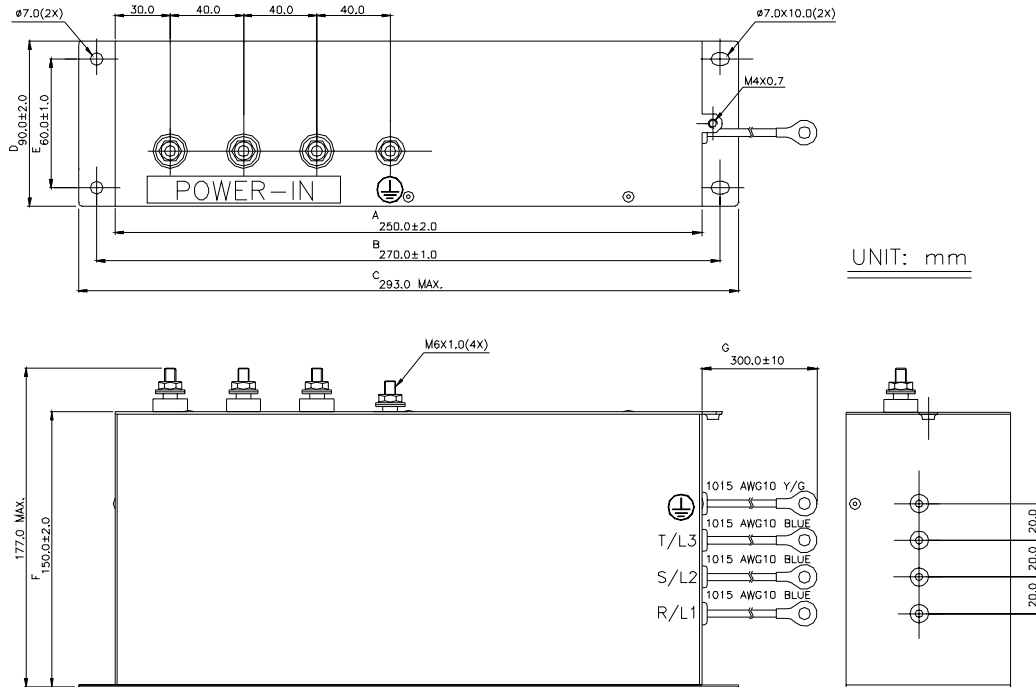 ø7.0(2X)
30.0
40.0
40.0
40.0
ø7.0X10.0(2X)
M4X0.7
D 90.0±2.0
E 60.0±1.0
POWER-IN
A
250.0±2.0
B
270.0±1.0
C
293.0 MAX.
UNIT: mm
M6X1.0(4X)
G
300.0±10
177.0 MAX.
F 150.0±2.0
1015 AWG10 Y/G
1015 AWG10 BLUE
T/L3
1015 AWG10 BLUE
S/L2
1015 AWG10 BLUE
R/L1
20.0
20.0
20.0